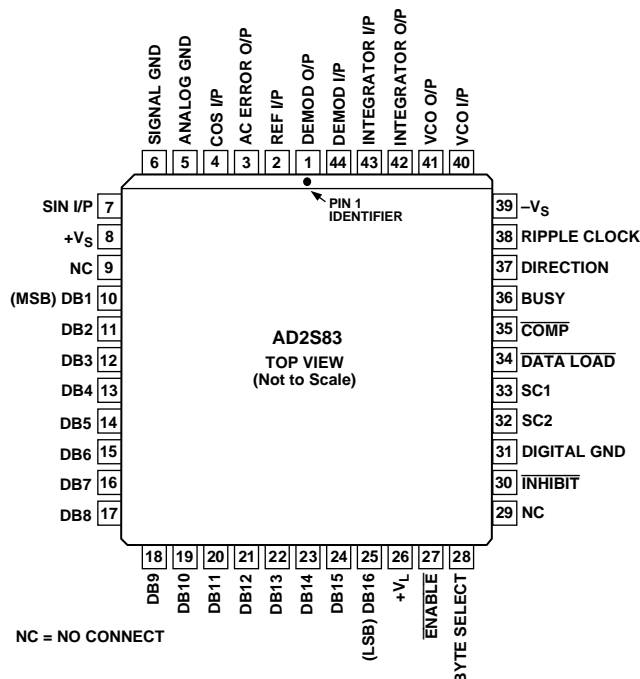 SIGNAL GND
ANALOG GND
COS I/P
AC ERROR O/P
REF I/P
DEMOD O/P
DEMOD I/P
INTEGRATOR I/P
INTEGRATOR O/P
VCO O/P
VCO I/P
6 5 4 3 2 1 44 43 42 41 40
PIN 1
IDENTIFIER
SIN I/P 7
+VS 8
NC 9
(MSB) DB1 10
DB2 11
DB3 12
DB4 13
DB5 14
DB6 15
DB7 16
DB8 17
AD2S83
TOP VIEW
(Not to Scale)
39 –VS
38 RIPPLE CLOCK
37 DIRECTION
36 BUSY
35 COMP
34 DATA LOAD
33 SC1
32 SC2
31 DIGITAL GND
30 INHIBIT
29 NC
18 19 20 21 22 23 24 25 26 27 28
DB9
DB10
DB11
DB12
DB13
DB14
DB15
(LSB) DB16
+VL
ENABLE
BYTE SELECT
NC = NO CONNECT